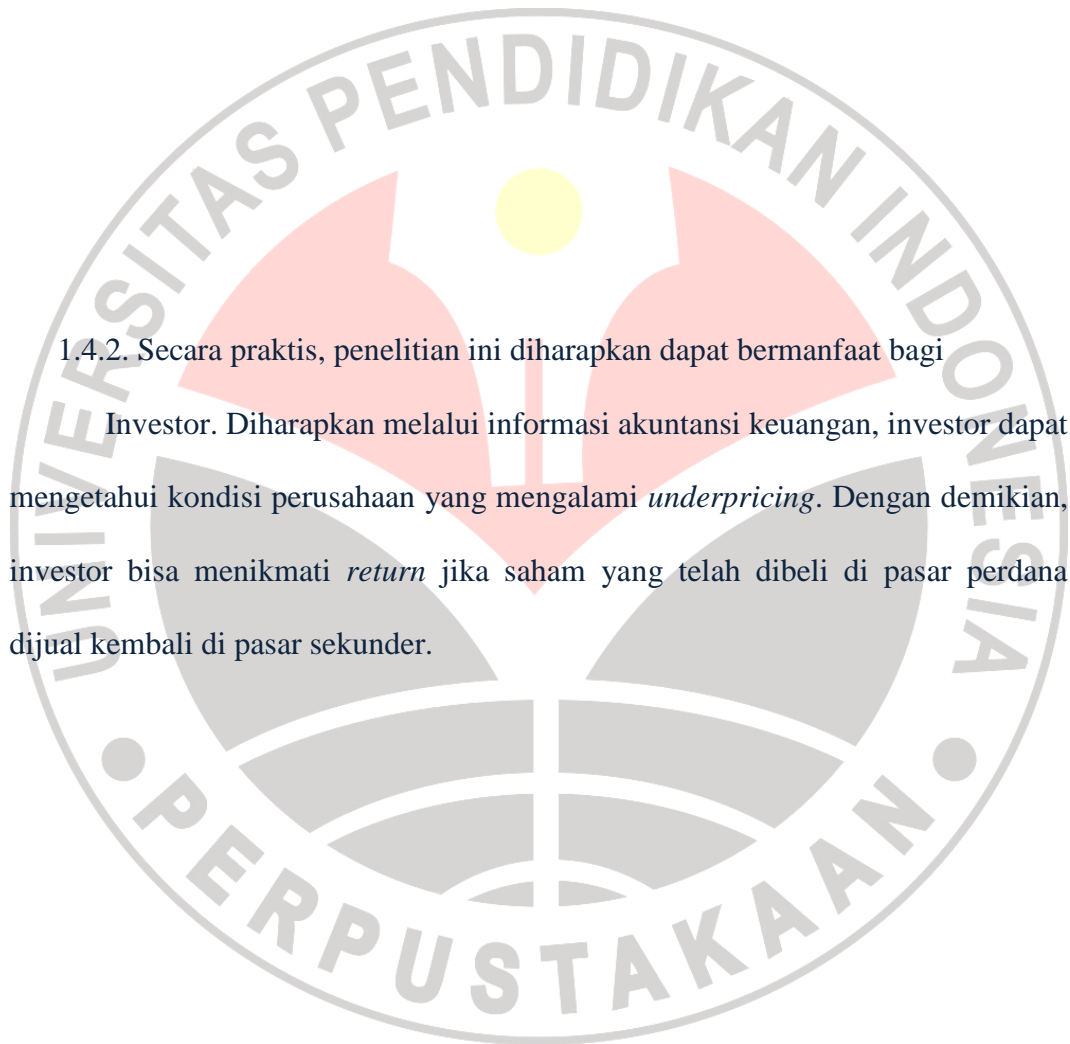 UNIVERSITAS PENDIDIKAN INDONESIA
1.4.2. Secara praktis, penelitian ini diharapkan dapat bermanfaat bagi
Investor. Diharapkan melalui informasi akuntansi keuangan, investor dapat
mengetahui kondisi perusahaan yang mengalami underpricing. Dengan demikian,
investor bisa menikmati return jika saham yang telah dibeli di pasar perdana
dijual kembali di pasar sekunder.
PERPUSTAKAAN